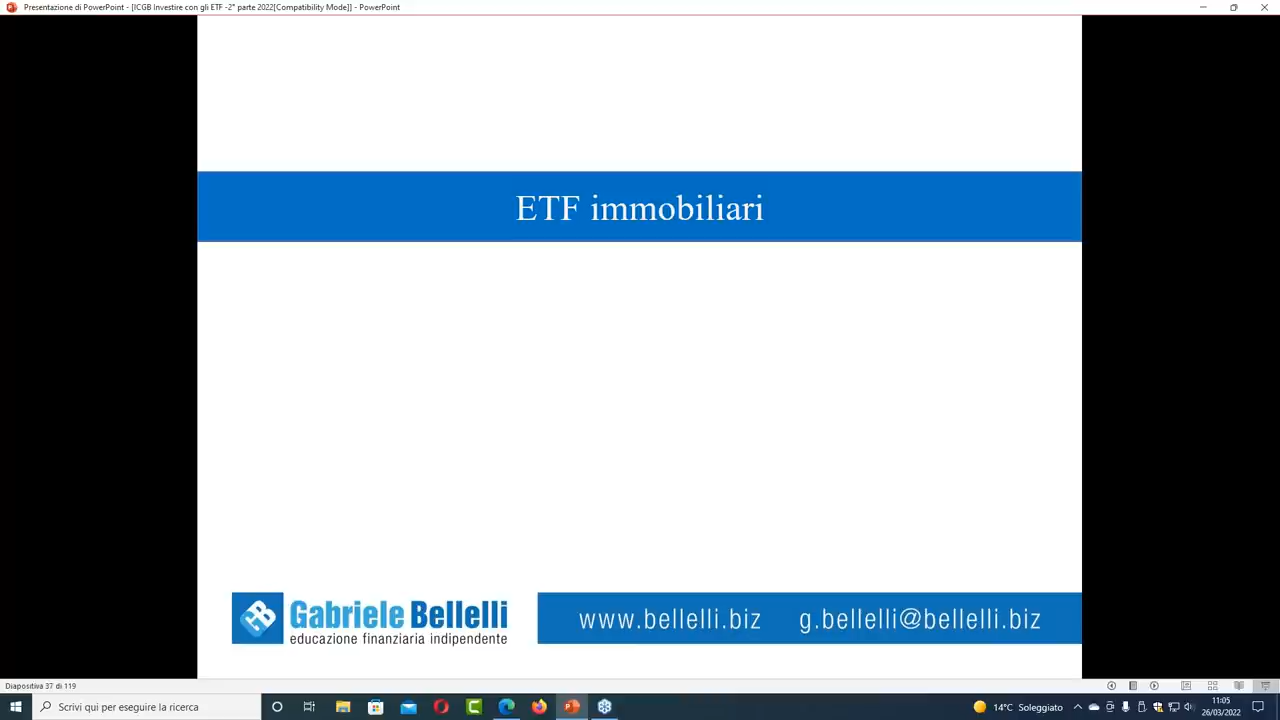 Presentazione di PowerPoint - [ICGB Investire con gli ETF -2° parte 2022[Compatibility Mode]] - PowerPoint
ETF immobiliari
Gabriele Bellelli
educazione finanziaria indipendente
www.bellelli.biz g.bellelli@bellelli.biz
Diapositiva 37 di 119
Scrivi qui per eseguire la ricerca
14°C Soleggiato
11:05
26/03/2022